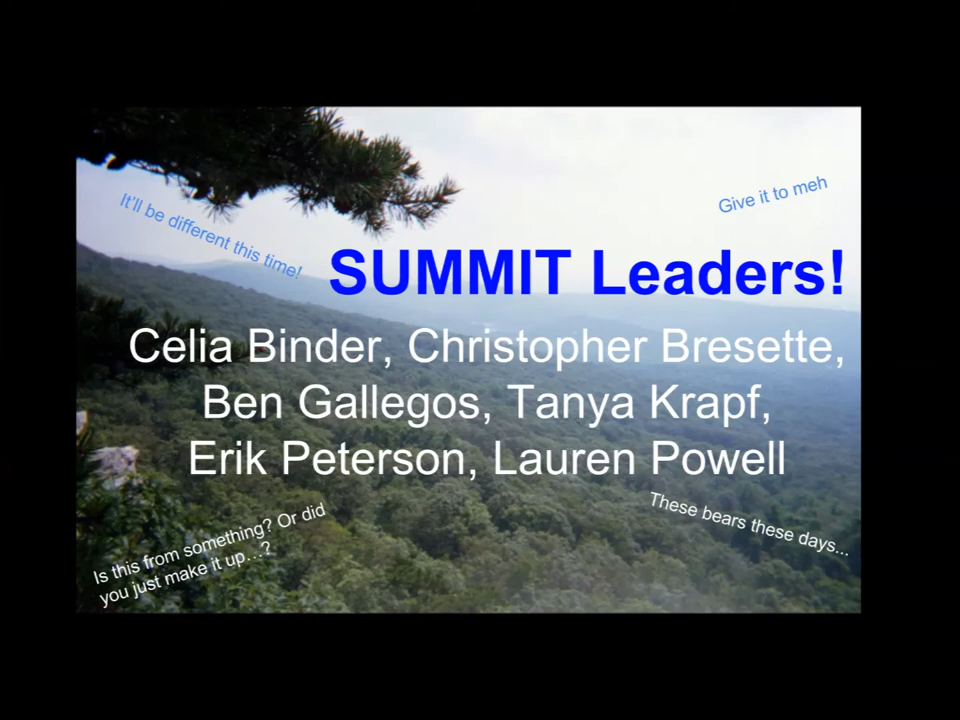 It'll be different this time!
Give it to meh
SUMMIT Leaders!
Celia Binder, Christopher Bresette,
Ben Gallegos, Tanya Krapf,
Erik Peterson, Lauren Powell
These bears these days...
Is this from something? Or did
you just make it up...?